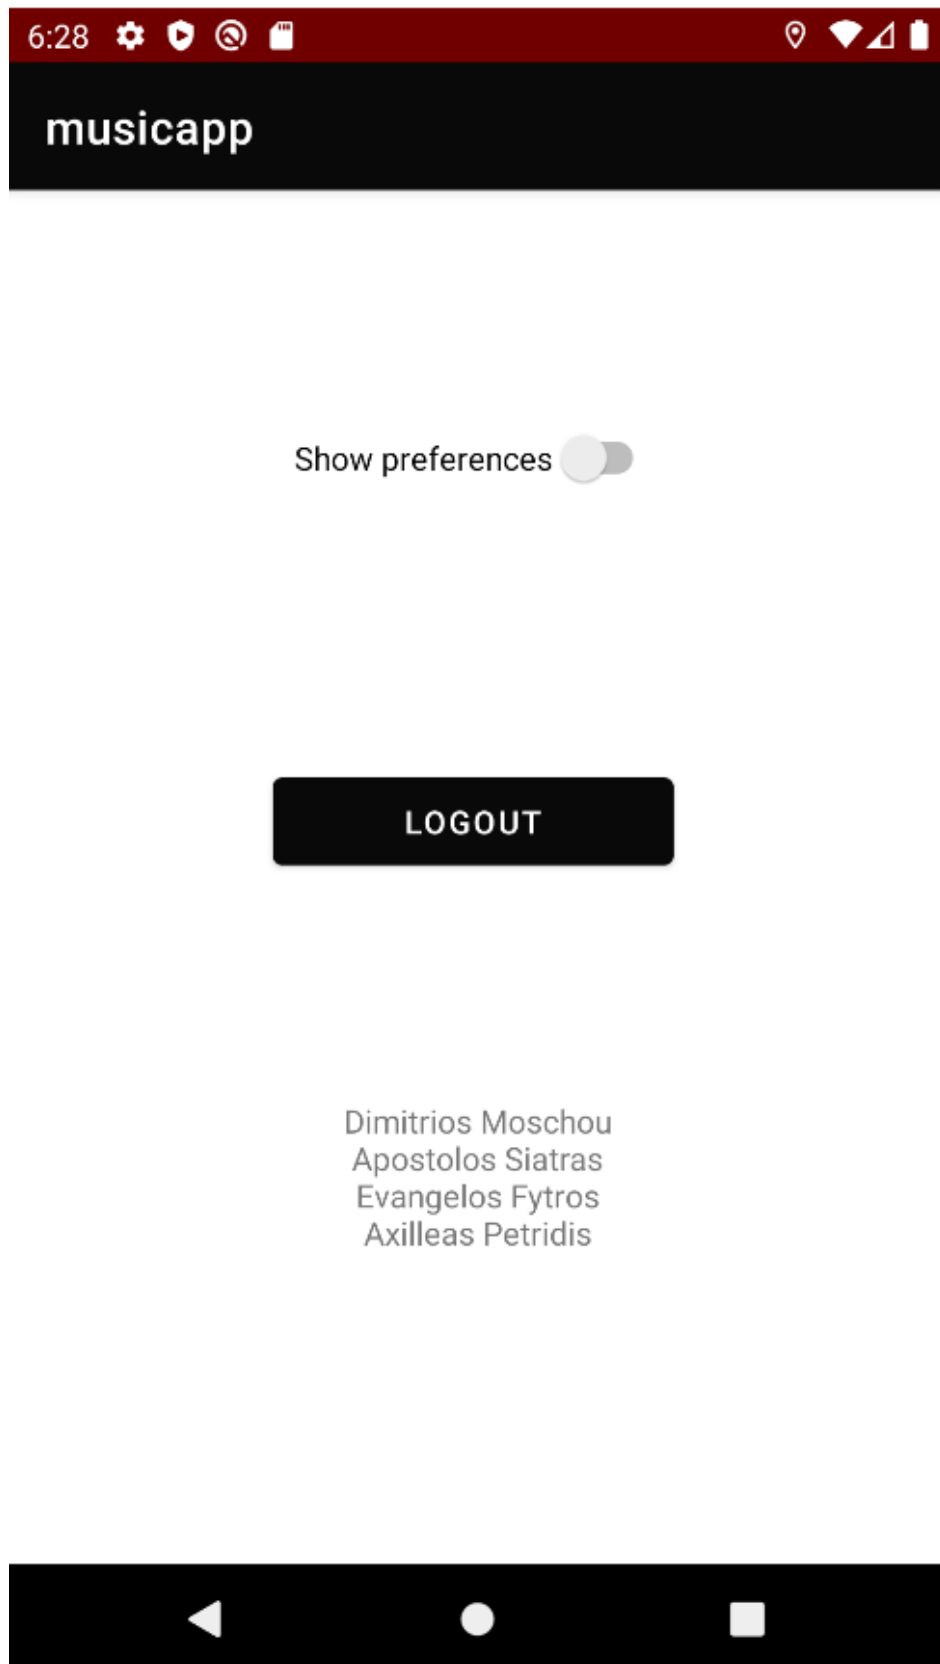 6:28
musicapp
Show preferences
LOGOUT
Dimitrios Moschou
Apostolos Siatras
Evangelos Fytros
Axilleas Petridis